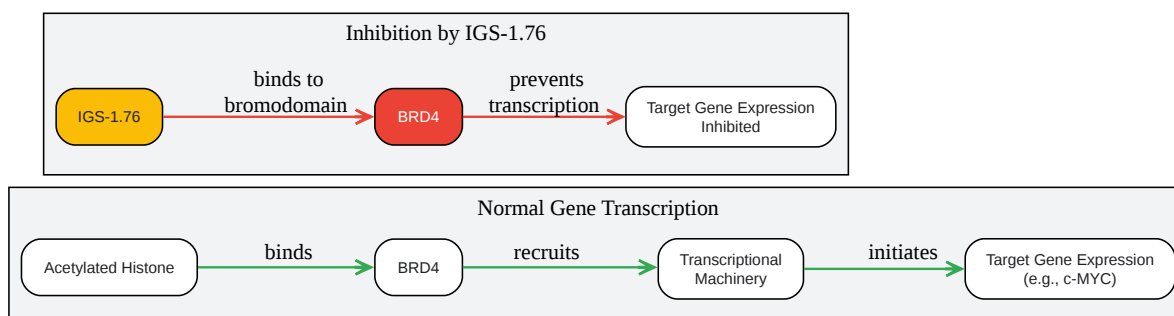 Inhibition by IGS-1.76
binds to
bromodomain
prevents
transcription
IGS-1.76
BRD4
Target Gene Expression
Inhibited
Normal Gene Transcription
Acetylated Histone
binds
BRD4
recruits
Transcriptional
Machinery
initiates
Target Gene Expression
(e.g., c-MYC)